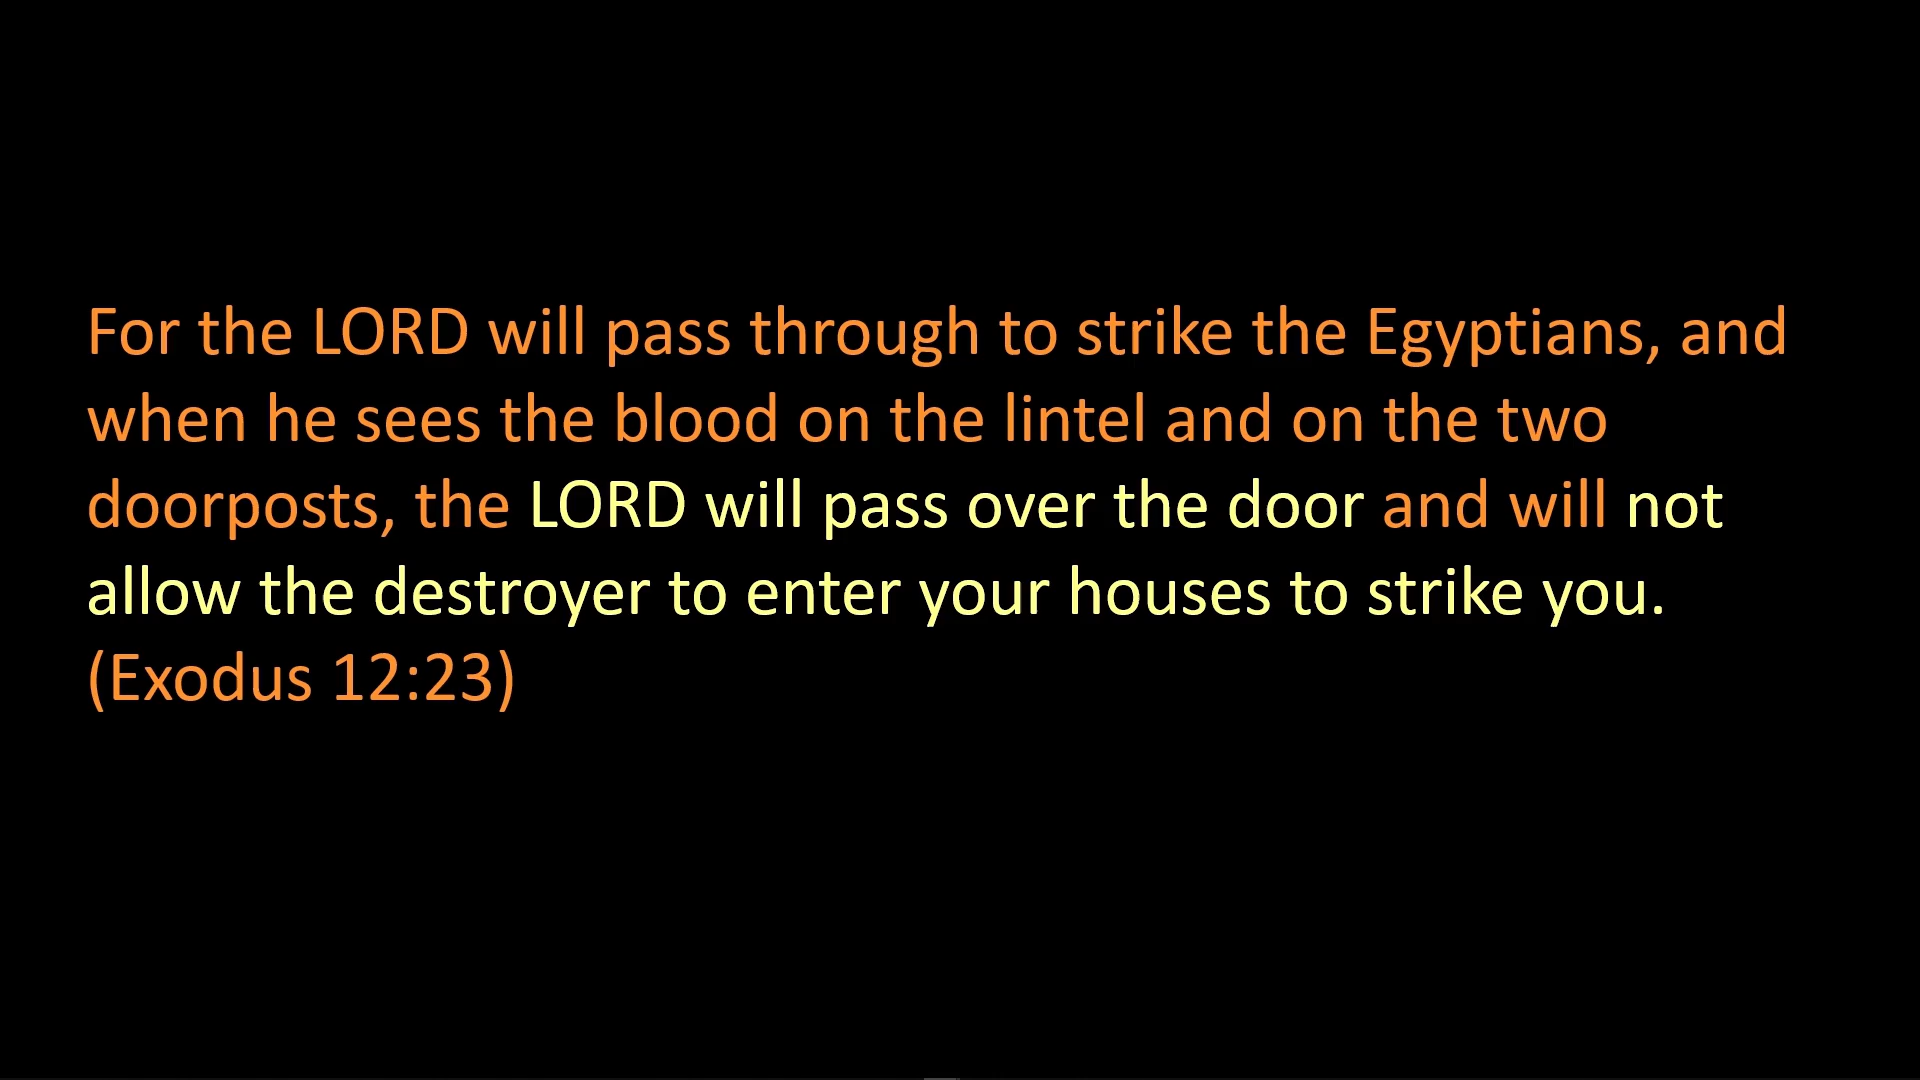 For the LORD will pass through to strike the Egyptians, and
when he sees the blood on the lintel and on the two
doorposts, the LORD will pass over the door and will not
allow the destroyer to enter your houses to strike you.
(Exodus 12:23)